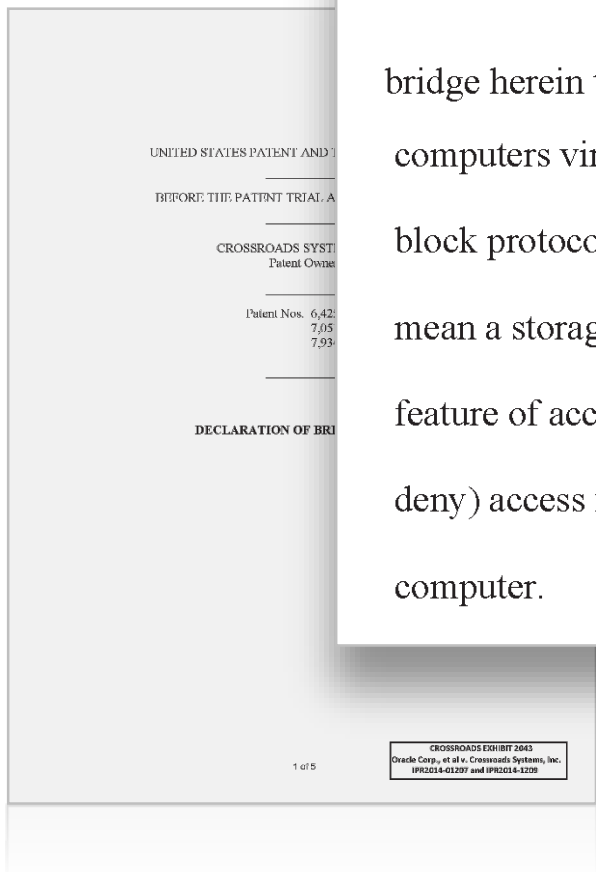 UNITED STATES PATENT AND
BEFORE THE PATENT TRIAL A
CROSSROADS SYST
Patent Owne
Patent Nos. 6,42
7,05
7,93
DECLARATION OF BRI
1 of 5
CROSSROADS EXHIBIT 2043
Oracle Corp., et al v. Crossroads Systems, Inc.
IPR2014-01207 and IPR2014-1209
bridge herein
computers vir
block protoco
mean a storag
feature of acc
deny) access
computer.